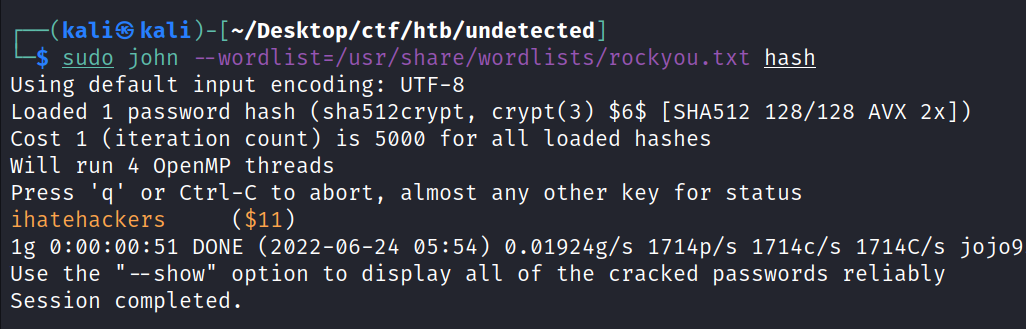 ┌──(kali㉿kali)-[~/Desktop/ctf/htb/undetected]
└─$ sudo john --wordlist=/usr/share/wordlists/rockyou.txt hash
Using default input encoding: UTF-8
Loaded 1 password hash (sha512crypt, crypt(3) $6$ [SHA512 128/128 AVX 2x])
Cost 1 (iteration count) is 5000 for all loaded hashes
Will run 4 OpenMP threads
Press 'q' or Ctrl-C to abort, almost any other key for status
ihatehackers     ($11)
1g 0:00:00:51 DONE (2022-06-24 05:54) 0.01924g/s 1714p/s 1714c/s 1714C/s jojo9
Use the "--show" option to display all of the cracked passwords reliably
Session completed.